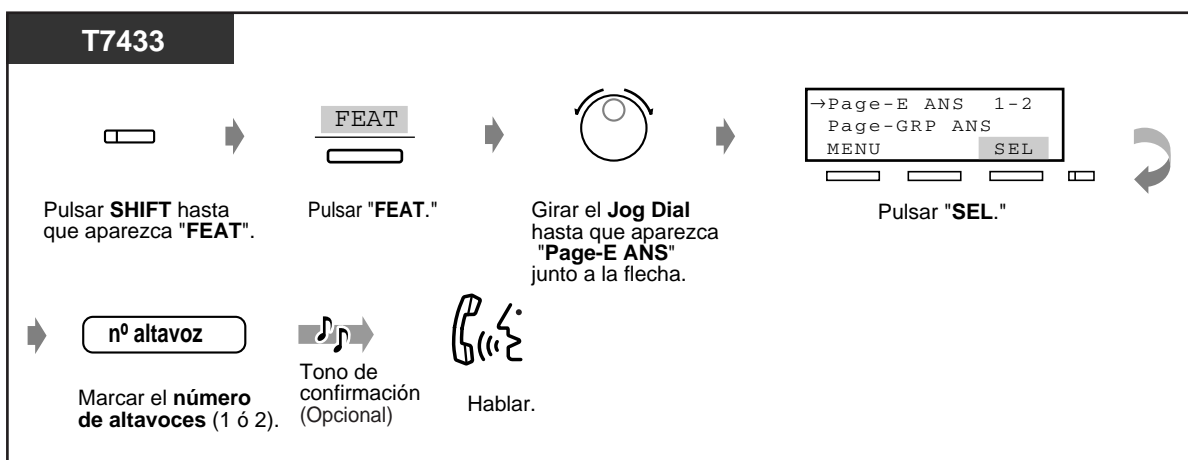 T7433
FEAT
→Page-E ANS 1-2
Page-GRP ANS
MENU SEL
Pulsar SHIFT hasta
que aparezca "FEAT".
Pulsar "FEAT."
Girar el Jog Dial
hasta que aparezca
"Page-E ANS"
junto a la flecha.
Pulsar "SEL."
nº altavoz
Marcar el número
de altavoces (1 ó 2).
Tono de
confirmación
(Opcional)
Hablar.